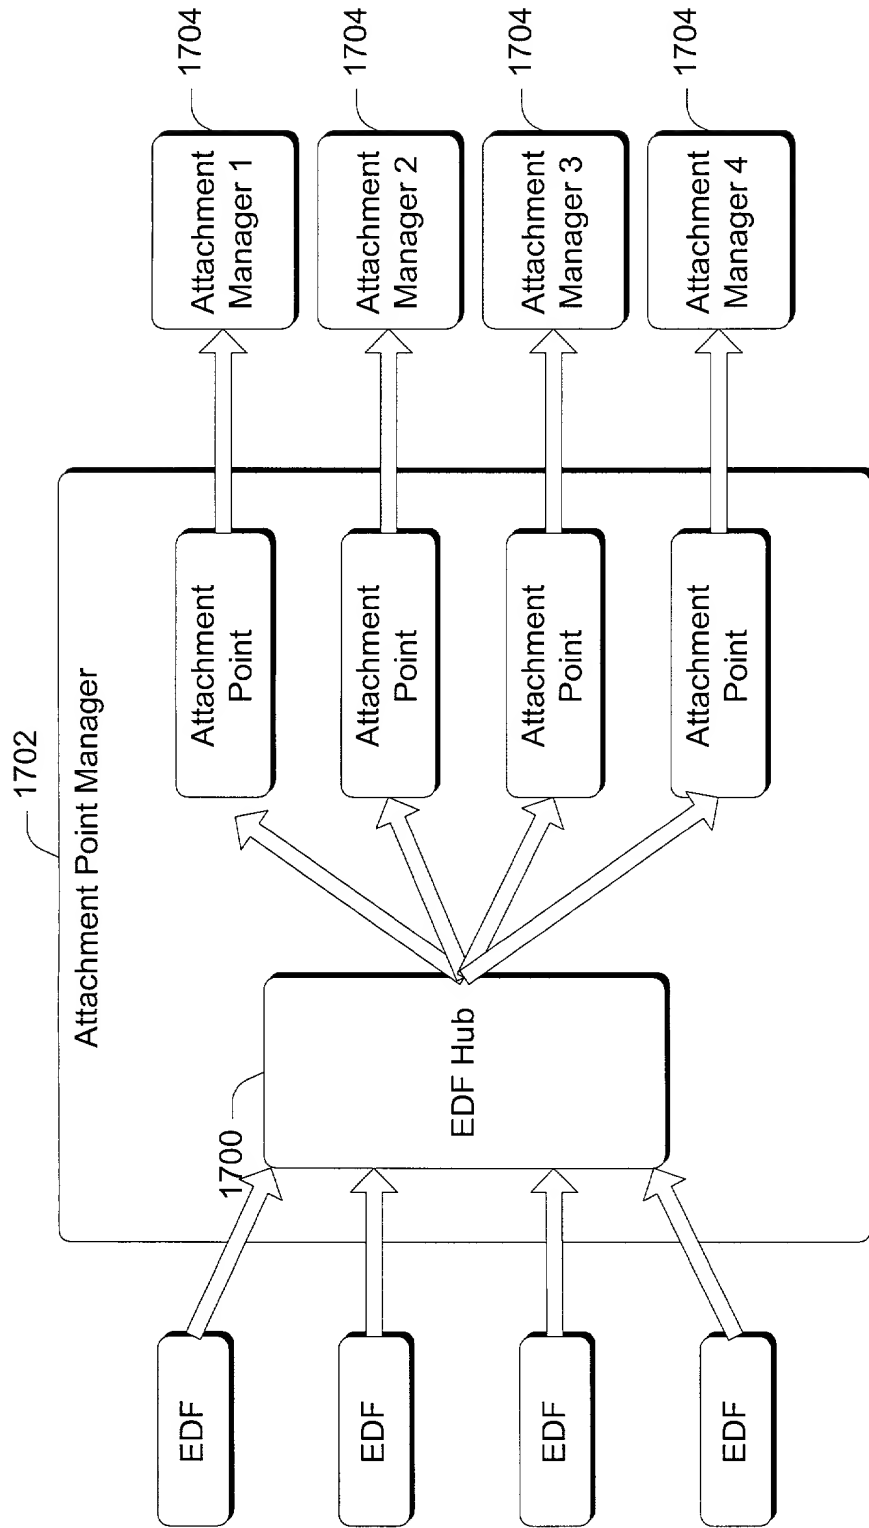 1702
Attachment Point Manager
EDF
EDF
EDF
EDF
1700
EDF Hub
Attachment
Point
Attachment
Point
Attachment
Point
Attachment
Point
Attachment
Manager 1
1704
Attachment
Manager 2
1704
Attachment
Manager 3
1704
Attachment
Manager 4
1704